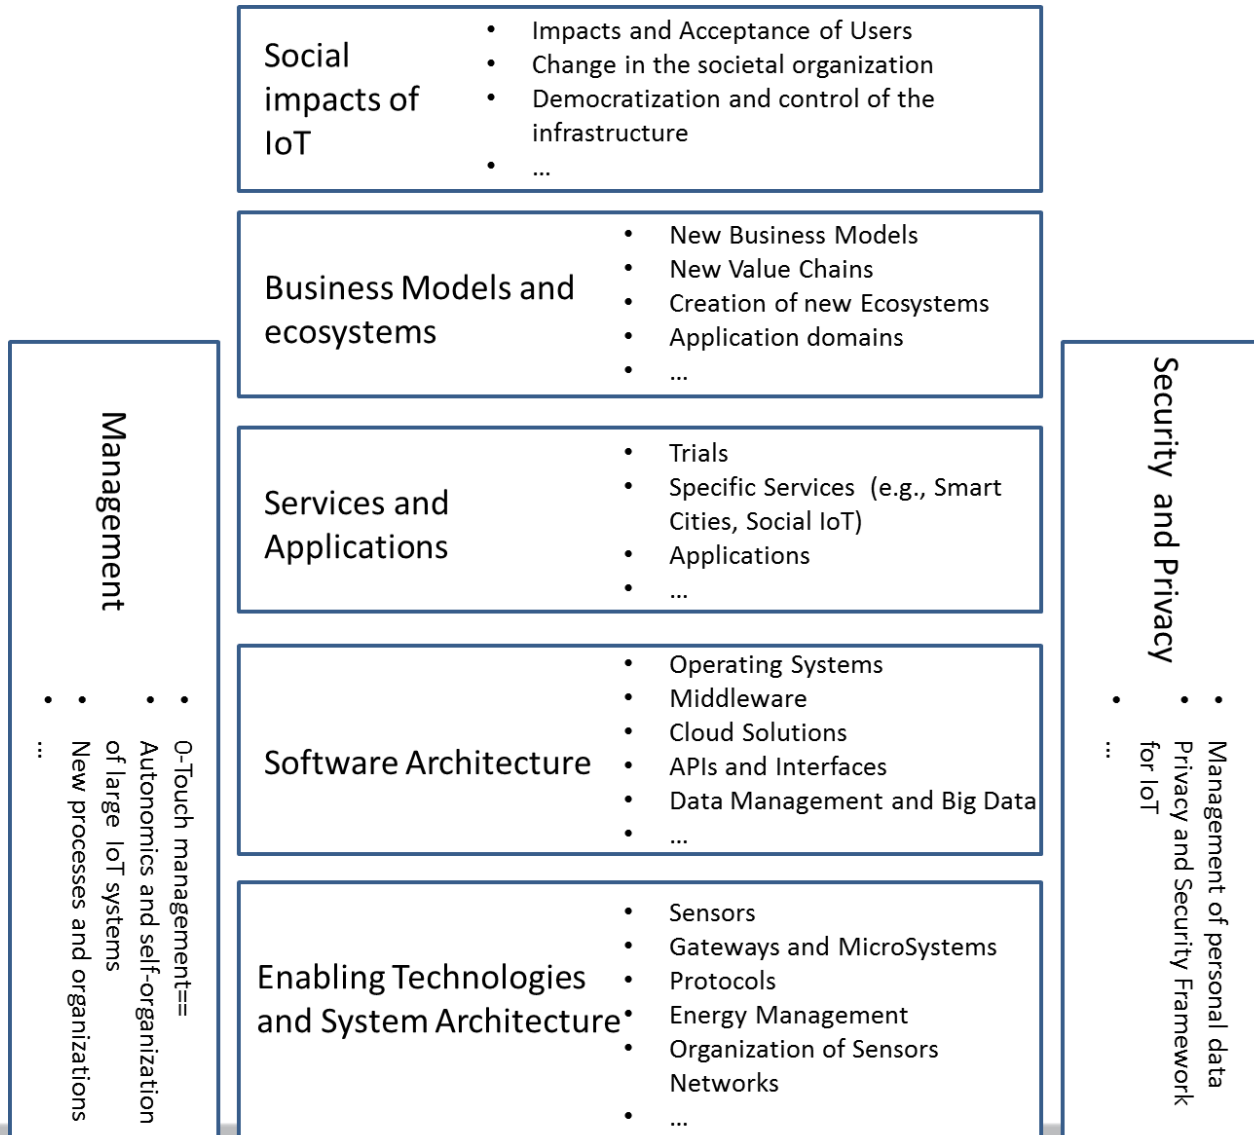 Social
impacts of
IoT
• Impacts and Acceptance of Users
• Change in the societal organization
• Democratization and control of the
infrastructure
• ...
Business Models and
ecosystems
• New Business Models
• New Value Chains
• Creation of new Ecosystems
• Application domains
• ...
Services and
Applications
• Trials
• Specific Services (e.g., Smart
Cities, Social IoT)
• Applications
• ...
Software Architecture
• Operating Systems
• Middleware
• Cloud Solutions
• APIs and Interfaces
• Data Management and Big Data
• ...
Enabling Technologies
and System Architecture
• Sensors
• Gateways and MicroSystems
• Protocols
• Energy Management
• Organization of Sensors
Networks
• ...
Management
• 0-Touch management==
• Autonomics and self-organization
of large IoT systems
• New processes and organizations
• ...
Security and Privacy
• Management of personal data
• Privacy and Security Framework
for IoT
• ...